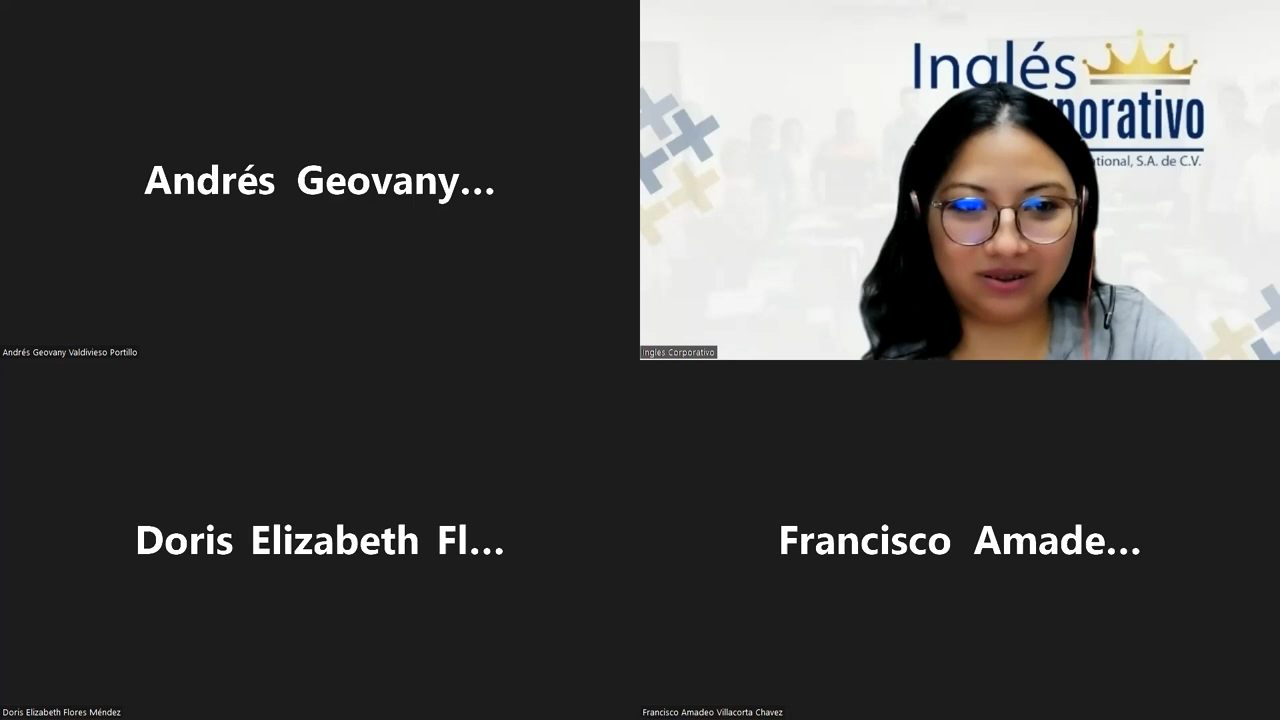 Andrés Geovany...
Andrés Geovany Valdivieso Portillo
Inglés
porativo
ational, S.A. de C.V.
Ingles Corporativo
Doris Elizabeth Fl...
Doris Elizabeth Flores Méndez
Francisco Amade...
Francisco Amadeo Villacorta Chavez